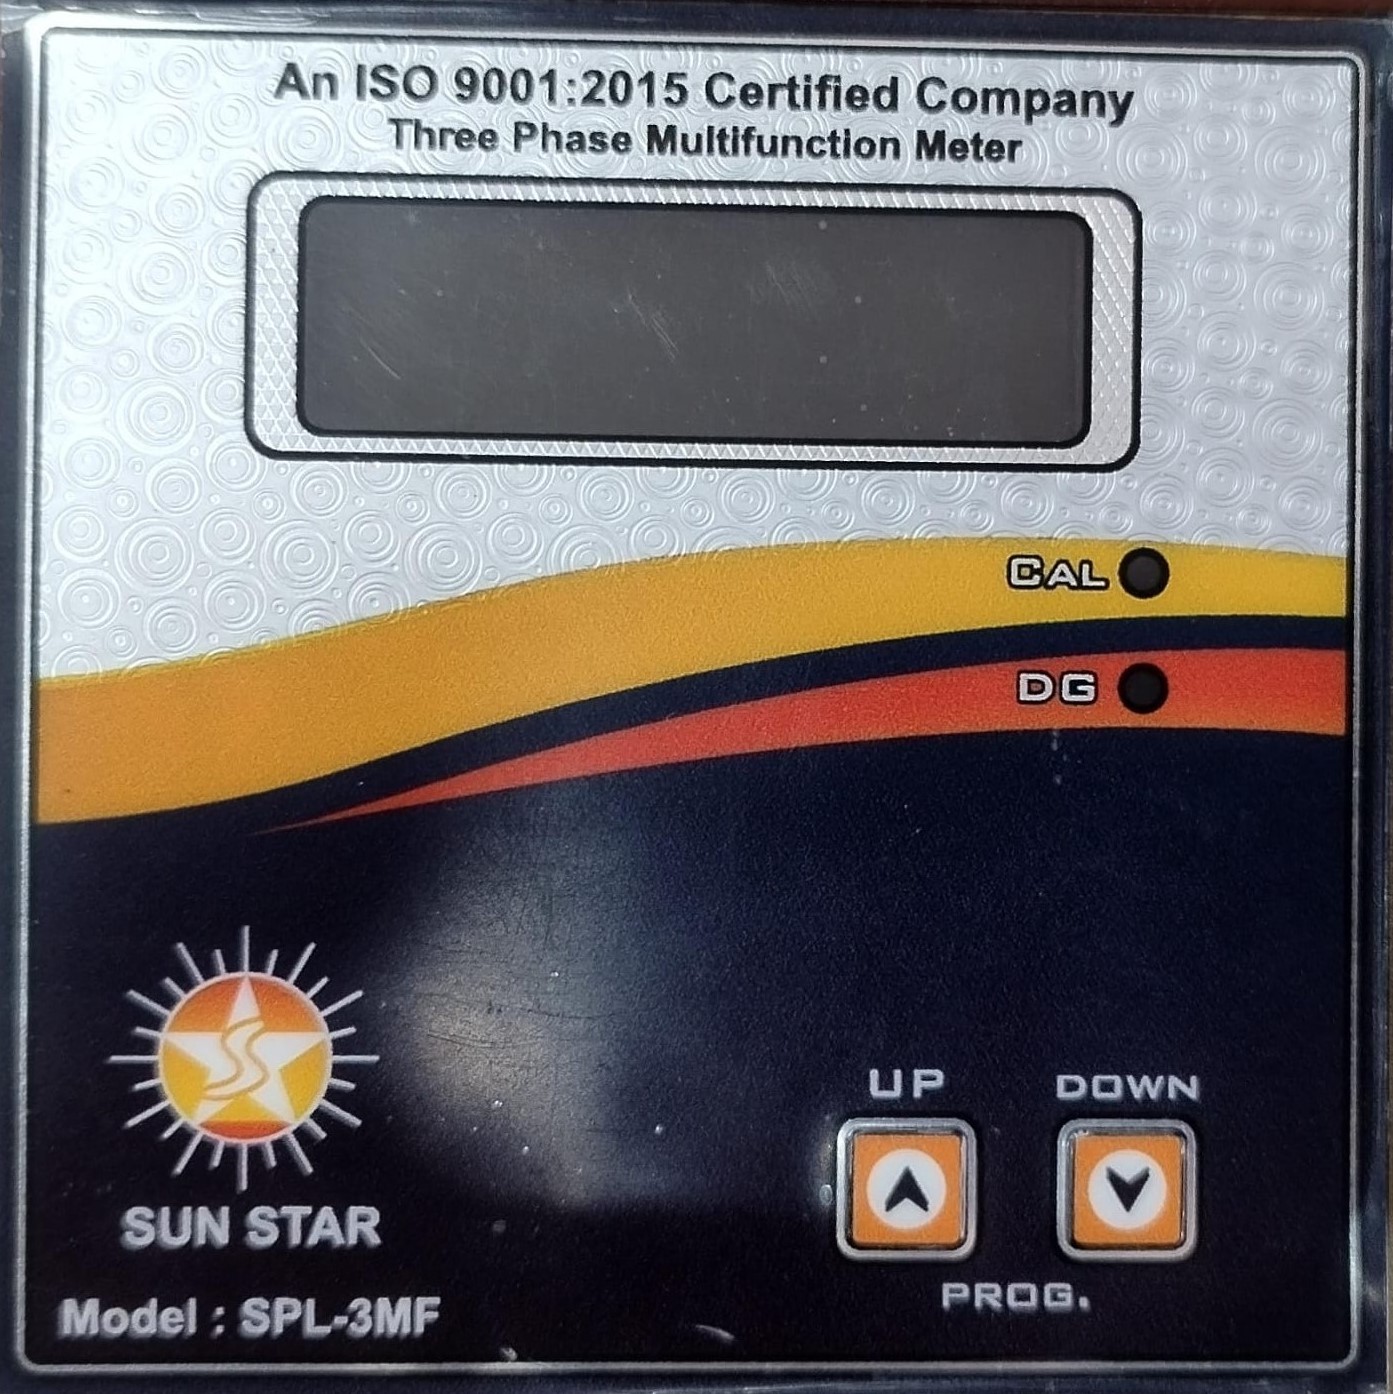 An ISO 9001:2015 Certified Company
Three Phase Multifunction Meter
CAL
DG
UP DOWN
PROG.
SUN STAR
Model : SPL-3MF